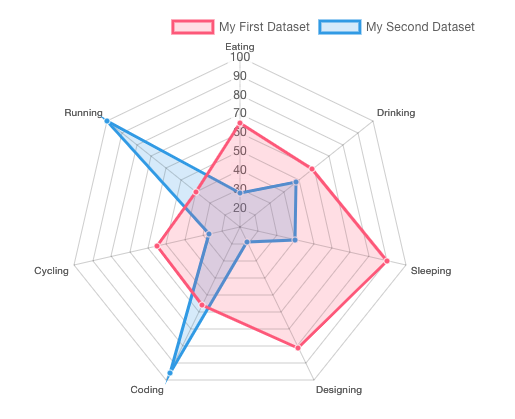 My First Dataset My Second Dataset
Eating
100
90
80
70
60
50
40
30
20
Running
Drinking
Cycling
Sleeping
Coding
Designing